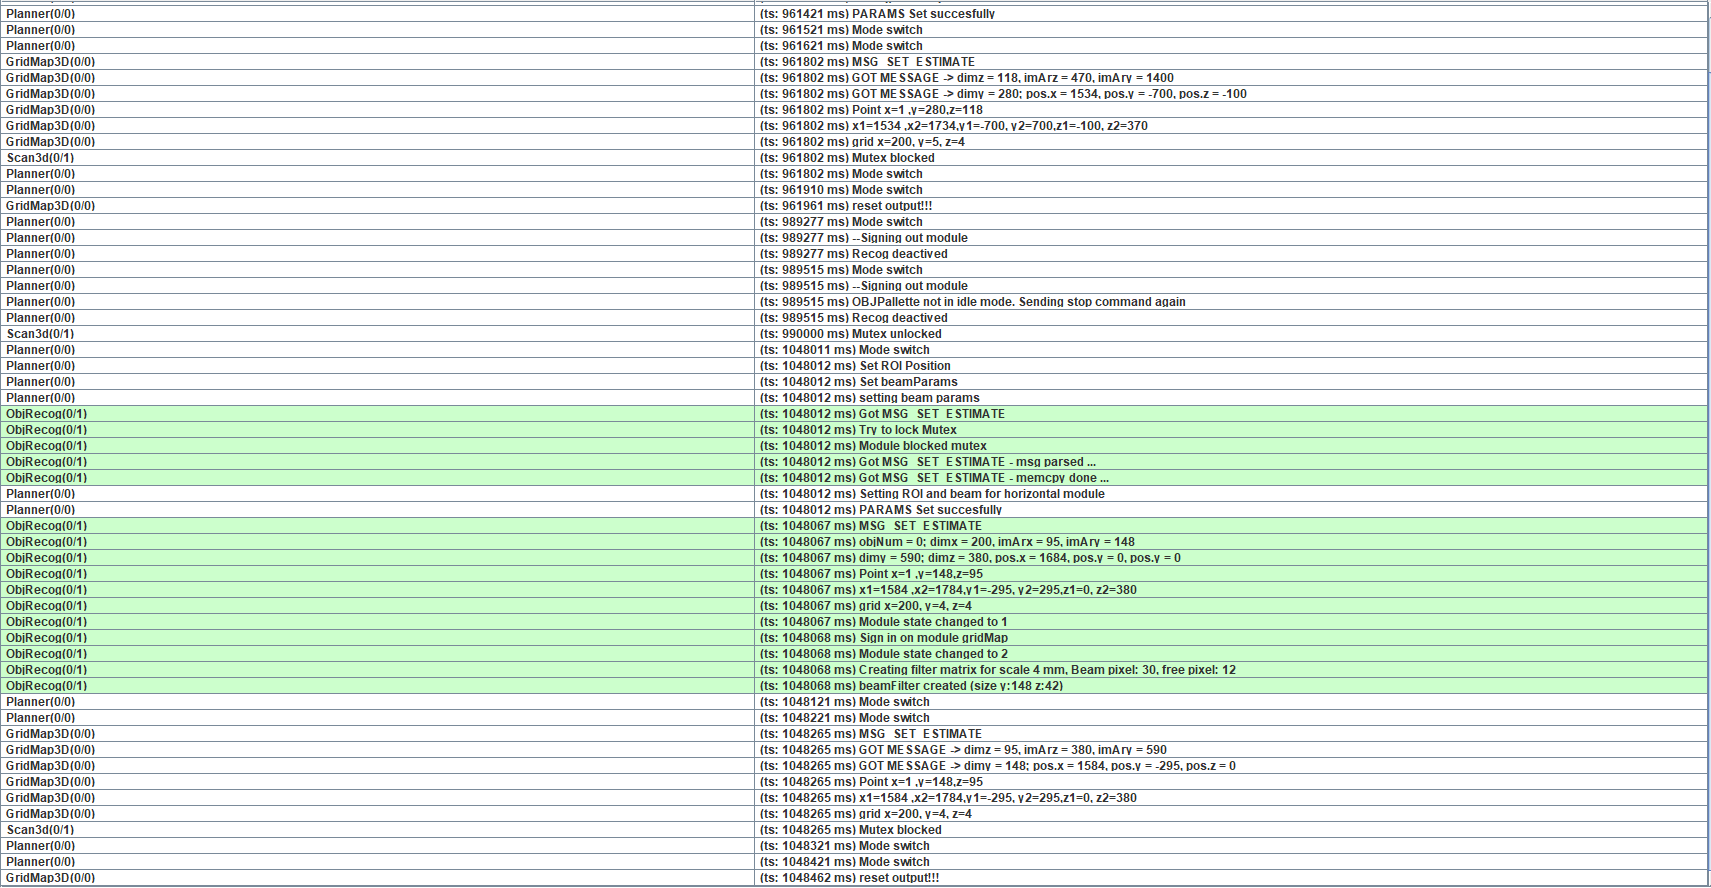 Planner(0/0) (ts: 961421 ms) PARAMS Set succesfully
Planner(0/0) (ts: 961521 ms) Mode switch
Planner(0/0) (ts: 961621 ms) Mode switch
GridMap3D(0/0) (ts: 961802 ms) MSG_SET_ESTIMATE
GridMap3D(0/0) (ts: 961802 ms) GOT MESSAGE -> dimz = 118, imArz = 470, imAry = 1400
GridMap3D(0/0) (ts: 961802 ms) GOT MESSAGE -> dimy = 280; pos.x = 1534, pos.y = -700, pos.z = -100
GridMap3D(0/0) (ts: 961802 ms) Point x=1 ,y=280,z=118
GridMap3D(0/0) (ts: 961802 ms) x1=1534 ,x2=1734,y1=-700, y2=700,z1=-100, z2=370
GridMap3D(0/0) (ts: 961802 ms) grid x=200, y=5, z=4
Scan3d(0/1) (ts: 961802 ms) Mutex blocked
Planner(0/0) (ts: 961802 ms) Mode switch
Planner(0/0) (ts: 961910 ms) Mode switch
GridMap3D(0/0) (ts: 961961 ms) reset output!!!
Planner(0/0) (ts: 989277 ms) Mode switch
Planner(0/0) (ts: 989277 ms) --Signing out module
Planner(0/0) (ts: 989277 ms) Recog deactived
Planner(0/0) (ts: 989515 ms) Mode switch
Planner(0/0) (ts: 989515 ms) --Signing out module
Planner(0/0) (ts: 989515 ms) OBJPallette not in idle mode. Sending stop command again
Planner(0/0) (ts: 989515 ms) Recog deactived
Scan3d(0/1) (ts: 990000 ms) Mutex unlocked
Planner(0/0) (ts: 1048011 ms) Mode switch
Planner(0/0) (ts: 1048012 ms) Set ROI Position
Planner(0/0) (ts: 1048012 ms) Set beamParams
Planner(0/0) (ts: 1048012 ms) setting beam params
ObjRecog(0/1) (ts: 1048012 ms) Got MSG_SET_ESTIMATE
ObjRecog(0/1) (ts: 1048012 ms) Try to lock Mutex
ObjRecog(0/1) (ts: 1048012 ms) Module blocked mutex
ObjRecog(0/1) (ts: 1048012 ms) Got MSG_SET_ESTIMATE - msg parsed ...
ObjRecog(0/1) (ts: 1048012 ms) Got MSG_SET_ESTIMATE - memcpy done ...
Planner(0/0) (ts: 1048012 ms) Setting ROI and beam for horizontal module
Planner(0/0) (ts: 1048012 ms) PARAMS Set succesfully
ObjRecog(0/1) (ts: 1048067 ms) MSG_SET_ESTIMATE
ObjRecog(0/1) (ts: 1048067 ms) objNum = 0; dimx = 200, imArx = 95, imAry = 148
ObjRecog(0/1) (ts: 1048067 ms) dimy = 590; dimz = 380, pos.x = 1684, pos.y = 0, pos.y = 0
ObjRecog(0/1) (ts: 1048067 ms) Point x=1 ,y=148,z=95
ObjRecog(0/1) (ts: 1048067 ms) x1=1584 ,x2=1784,y1=-295, y2=295,z1=0, z2=380
ObjRecog(0/1) (ts: 1048067 ms) grid x=200, y=4, z=4
ObjRecog(0/1) (ts: 1048067 ms) Module state changed to 1
ObjRecog(0/1) (ts: 1048068 ms) Sign in on module gridMap
ObjRecog(0/1) (ts: 1048068 ms) Module state changed to 2
ObjRecog(0/1) (ts: 1048068 ms) Creating filter matrix for scale 4 mm, Beam pixel: 30, free pixel: 12
ObjRecog(0/1) (ts: 1048068 ms) beamFilter created (size y:148 z:42)
Planner(0/0) (ts: 1048121 ms) Mode switch
Planner(0/0) (ts: 1048221 ms) Mode switch
GridMap3D(0/0) (ts: 1048265 ms) MSG_SET_ESTIMATE
GridMap3D(0/0) (ts: 1048265 ms) GOT MESSAGE -> dimz = 95, imArz = 380, imAry = 590
GridMap3D(0/0) (ts: 1048265 ms) GOT MESSAGE -> dimy = 148; pos.x = 1584, pos.y = -295, pos.z = 0
GridMap3D(0/0) (ts: 1048265 ms) Point x=1 ,y=148,z=95
GridMap3D(0/0) (ts: 1048265 ms) x1=1584 ,x2=1784,y1=-295, y2=295,z1=0, z2=380
GridMap3D(0/0) (ts: 1048265 ms) grid x=200, y=4, z=4
Scan3d(0/1) (ts: 1048265 ms) Mutex blocked
Planner(0/0) (ts: 1048321 ms) Mode switch
Planner(0/0) (ts: 1048421 ms) Mode switch
GridMap3D(0/0) (ts: 1048462 ms) reset output!!!